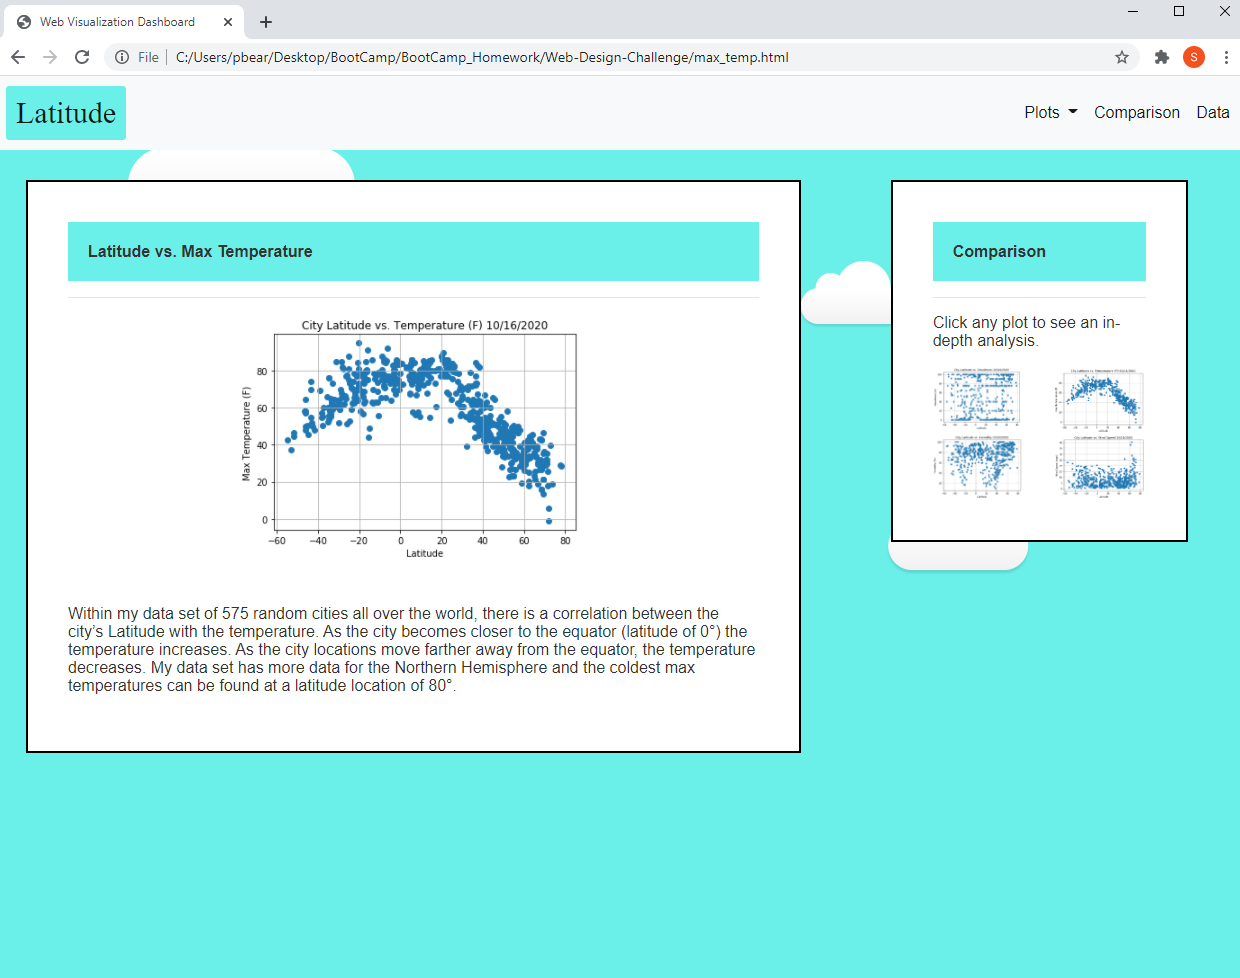 Web Visualization Dashboard
File
C:/Users/pbear/Desktop/BootCamp/BootCamp_Homework/Web-Design-Challenge/max_temp.html
S
Latitude
Plots
Comparison
Data
Latitude vs. Max Temperature
City Latitude vs. Temperature (F) 10/16/2020
Max Temperature (F)
80
60
40
20
0
−60 −40 −20 0 20 40 60 80
Latitude
Within my data set of 575 random cities all over the world, there is a correlation between the
city’s Latitude with the temperature. As the city becomes closer to the equator (latitude of 0°) the
temperature increases. As the city locations move farther away from the equator, the temperature
decreases. My data set has more data for the Northern Hemisphere and the coldest max
temperatures can be found at a latitude location of 80°.
Comparison
Click any plot to see an in-
depth analysis.